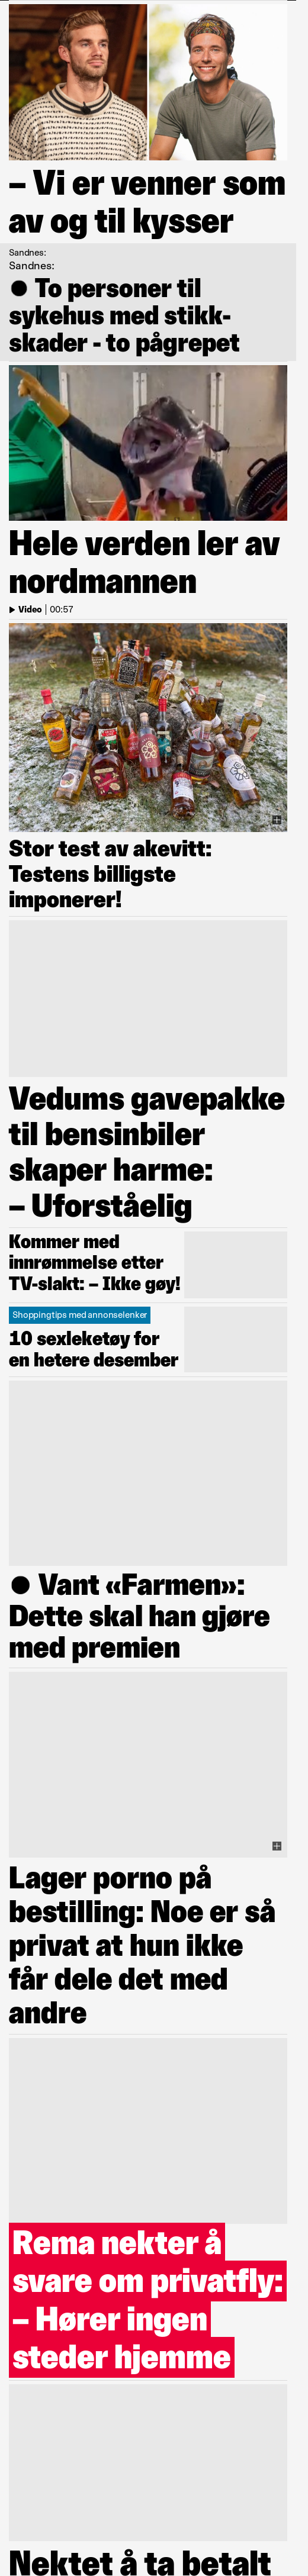 – Vi er venner som
av og til kysser
Sandnes:
Sandnes:
● To personer til
sykehus med stikk-
skader - to pågrepet
Hele verden ler av
nordmannen
Video | 00:57
Stor test av akevitt:
Testens billigste
imponerer!
Vedums gavepakke
til bensinbiler
skaper harme:
– Uforståelig
Kommer med
innrømmelse etter
TV-slakt: – Ikke gøy!
Shoppingtips med annonselenker
10 sexleketøy for
en hetere desember
● Vant «Farmen»:
Dette skal han gjøre
med premien
Lager porno på
bestilling: Noe er så
privat at hun ikke
får dele det med
andre
Rema nekter å
svare om privatfly:
– Hører ingen
steder hjemme
Nektet å ta betalt